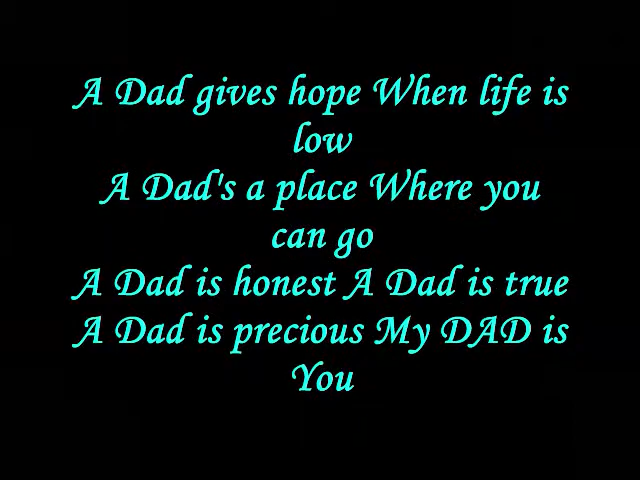 A Dad gives hope When life is
low
A Dad's a place Where you
can go
A Dad is honest A Dad is true
A Dad is precious My DAD is
You